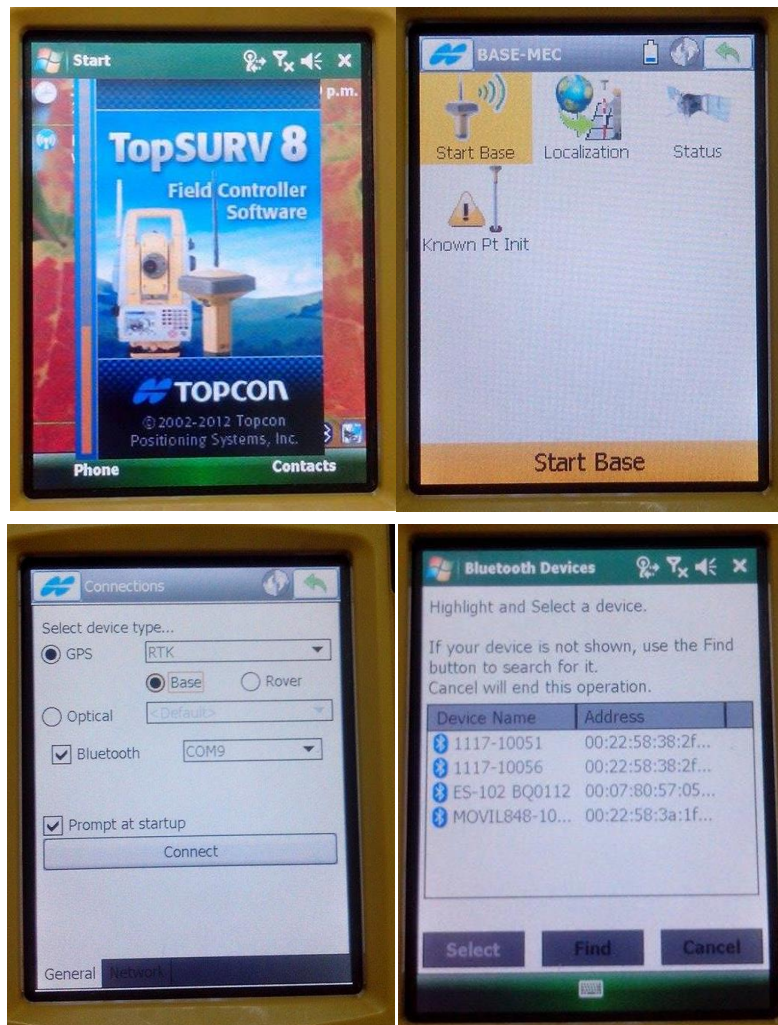 Start
p.m.
TopSURV 8
Field Controller
Software
TOPCON
©2002-2012 Topcon
Positioning Systems, Inc.
Phone Contacts
BASE-MEC
Start Base Localization Status
Known Pt Init
Start Base
Connections
Select device type...
GPS RTK
Base Rover
Optical <Default>
Bluetooth COM9
Prompt at startup
Connect
General Network
Bluetooth Devices
Highlight and Select a device.
If your device is not shown, use the Find
button to search for it.
Cancel will end this operation.
Device Name Address
1117-10051 00:22:58:38:2f...
1117-10056 00:22:58:38:2f...
ES-102 BQ0112 00:07:80:57:05...
MOVIL848-10... 00:22:58:3a:1f...
Select Find Cancel